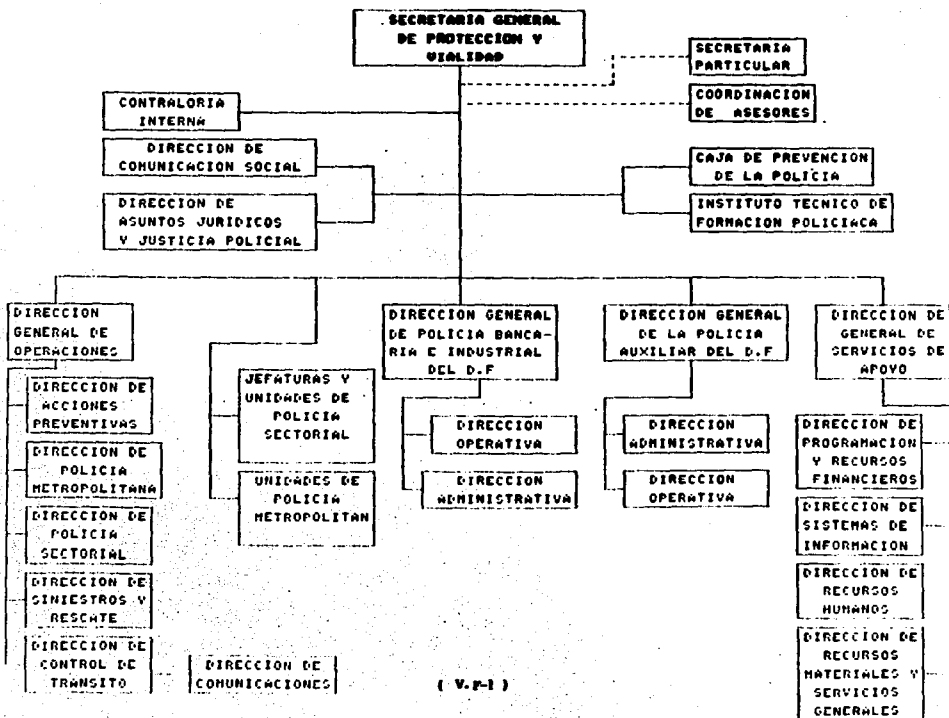 SECRETARIA GENERAL
DE PROTECCION Y
VIALIDAD
SECRETARIA
PARTICULAR
COORDINACION
DE ASESORES
CONTRALORIA
INTERNA
DIRECCION DE
COMUNICACION SOCIAL
CAJA DE PREVENCION
DE LA POLICIA
DIRECCION DE
ASUNTOS JURIDICOS
Y JUSTICIA POLICIAL
INSTITUTO TECNICO DE
FORMACION POLICIACA
DIRECCION
GENERAL DE
OPERACIONES
DIRECCION GENERAL
DE POLICIA BANCA-
RIA E INDUSTRIAL
DEL D.F
DIRECCION GENERAL
DE LA POLICIA
AUXILIAR DEL D.F
DIRECCION DE
GENERAL DE
SERVICIOS DE
APOYO
DIRECCION DE
ACCIONES
PREVENTIVAS
DIRECCION DE
POLICIA
METROPOLITANA
DIRECCION DE
POLICIA
SECTORIAL
DIRECCION DE
SINIESTROS Y
RESCATE
DIRECCION DE
CONTROL DE
TRANSITO
DIRECCION DE
COMUNICACIONES
JEFATURAS Y
UNIDADES DE
POLICIA
SECTORIAL
UNIDADES DE
POLICIA
METROPOLITAN
DIRECCION
OPERATIVA
DIRECCION
ADMINISTRATIVA
DIRECCION
ADMINISTRATIVA
DIRECCION
OPERATIVA
DIRECCION DE
PROGRAMACION
Y RECURSOS
FINANCIEROS
DIRECCION DE
SISTEMAS DE
INFORMACION
DIRECCION DE
RECURSOS
HUMANOS
DIRECCION DE
RECURSOS
MATERIALES Y
SERVICIOS
GENERALES